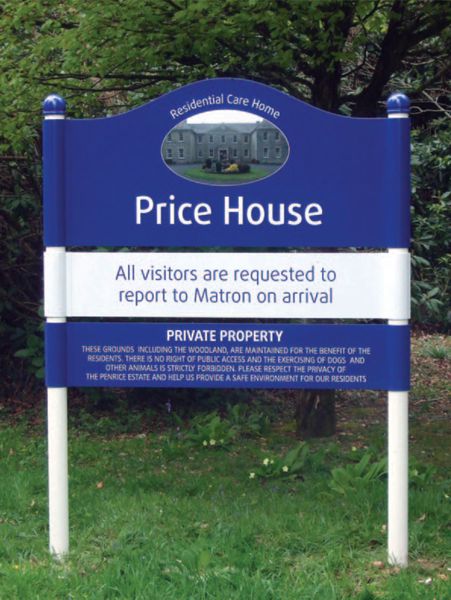 Residential Care Home
Price House
All visitors are requested to
report to Matron on arrival
PRIVATE PROPERTY
THESE GROUNDS INCLUDING THE WOODLAND, ARE MAINTAINED FOR THE BENEFIT OF THE
RESIDENTS. THERE IS NO RIGHT OF PUBLIC ACCESS AND THE EXERCISING OF DOGS AND
OTHER ANIMALS IS STRICTLY FORBIDDEN. PLEASE RESPECT THE PRIVACY OF
THE PENRICE ESTATE AND HELP US PROVIDE A SAFE ENVIRONMENT FOR OUR RESIDENTS